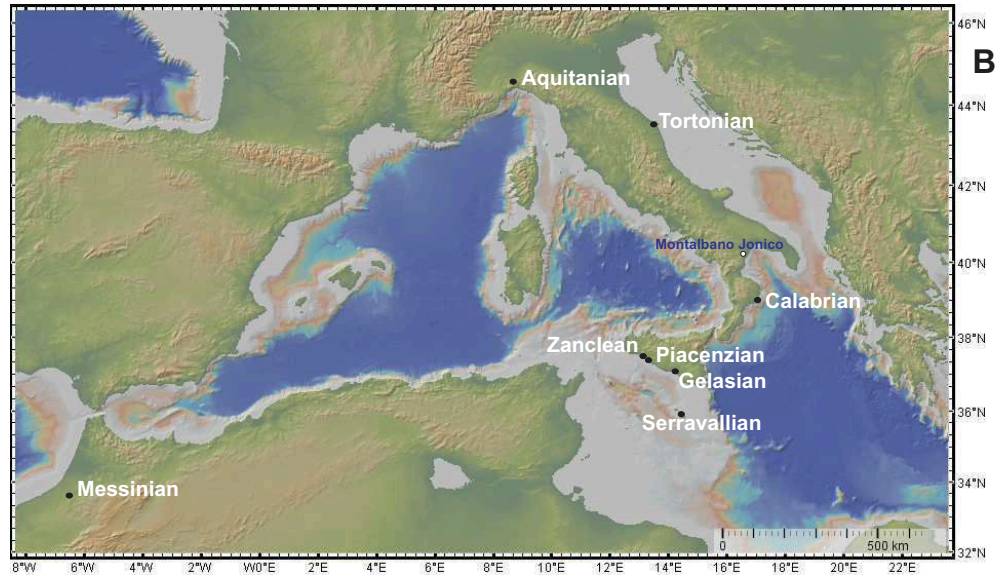 46°N
B
Aquitanian
44°N
Tortonian
42°N
Montalbano Jonico
40°N
Calabrian
Zanclean
38°N
Piacenzian
Gelasian
36°N
Serravallian
Messinian
34°N
0 500 km
32°N
8°W 6°W 4°W 2°W W0°E 2°E 4°E 6°E 8°E 10°E 12°E 14°E 16°E 18°E 20°E 22°E